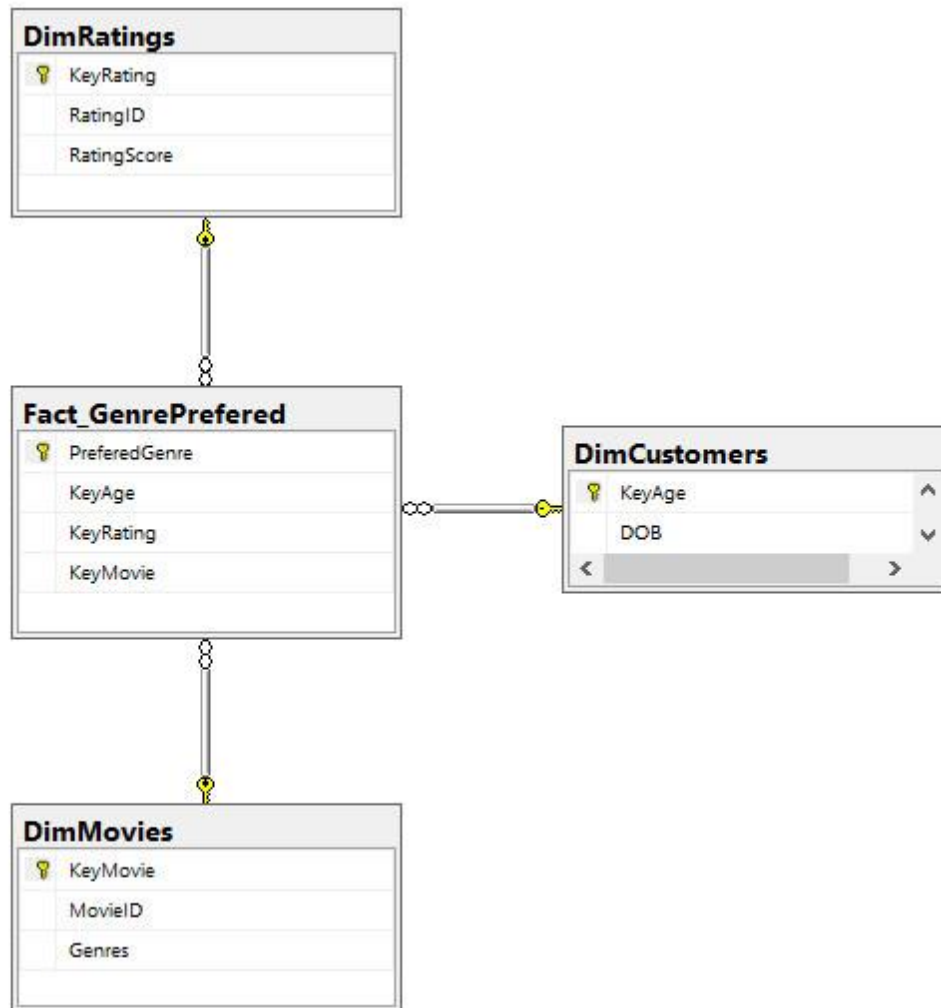 DimRatings
KeyRating
RatingID
RatingScore
Fact_GenrePrefered
PreferedGenre
KeyAge
KeyRating
KeyMovie
DimCustomers
KeyAge
DOB
DimMovies
KeyMovie
MovieID
Genres